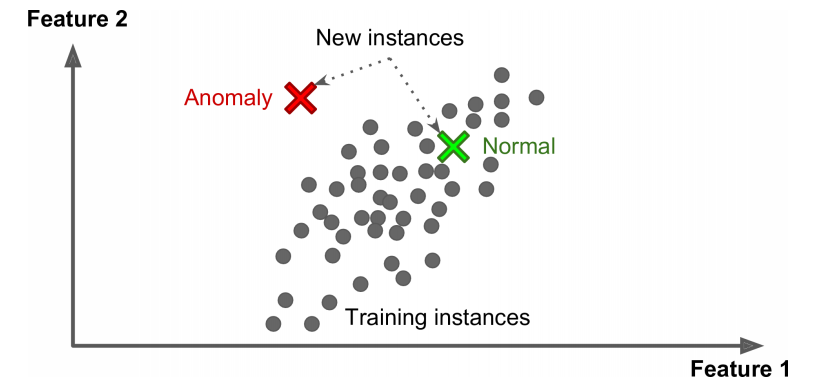 Feature 2
New instances
Anomaly
Normal
Training instances
Feature 1